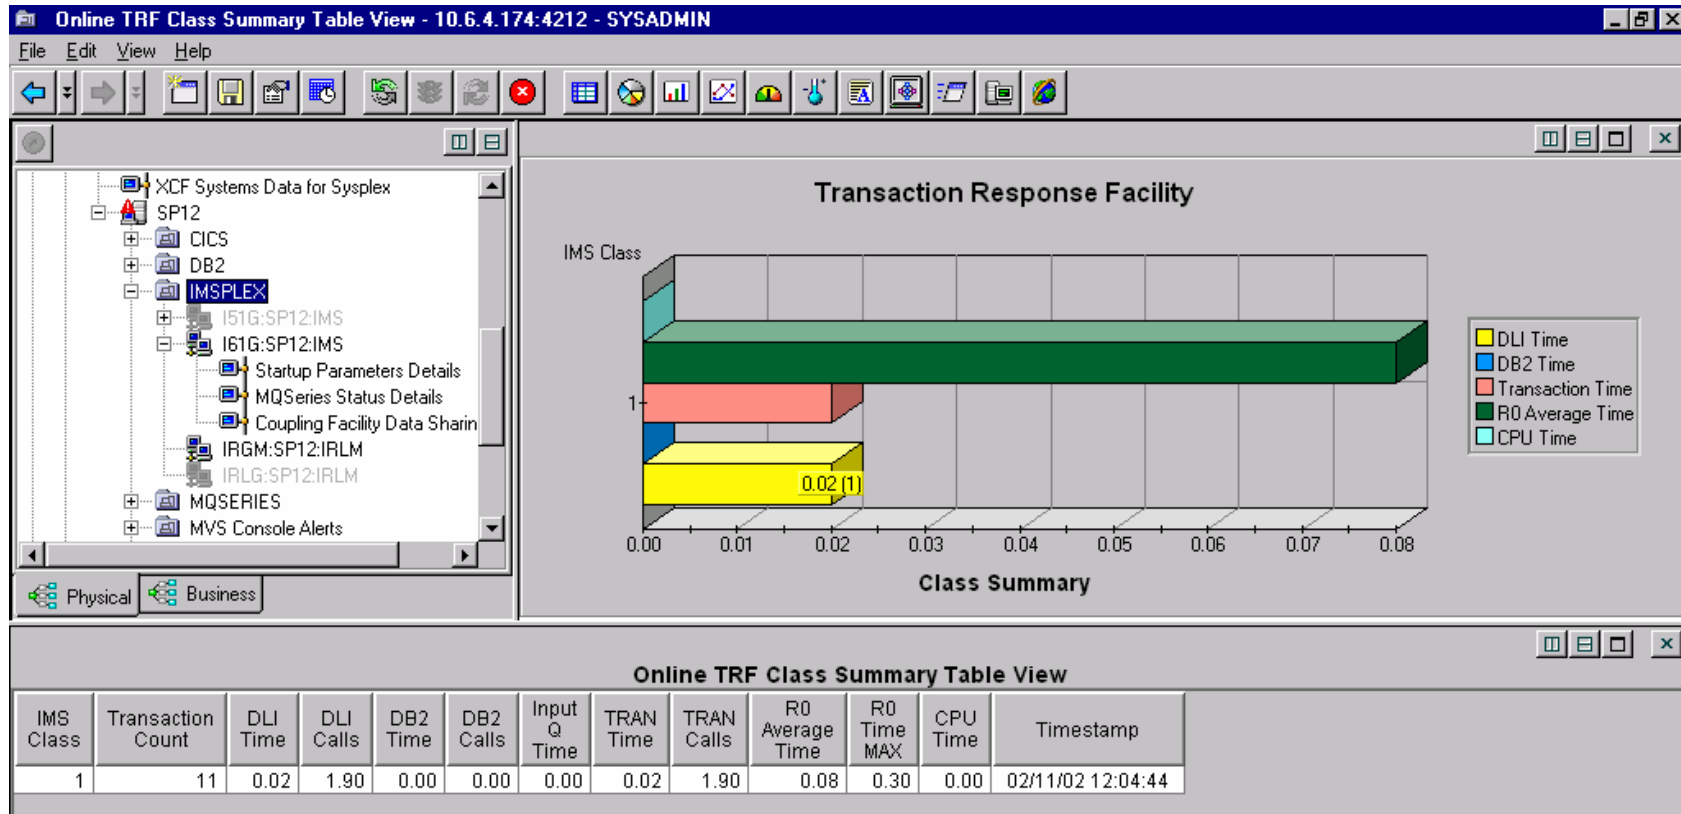 Online TRF Class Summary Table View - 10.6.4.174:4212 - SYSADMIN
File Edit View Help
XCF Systems Data for Sysplex
SP12
CICS
DB2
IMSPLEX
I51G:SP12:IMS
I61G:SP12:IMS
Startup Parameters Details
MQSeries Status Details
Coupling Facility Data Sharin
IRGM:SP12:IRLM
IRLG:SP12:IRLM
MQSERIES
MVS Console Alerts
Physical Business
Transaction Response Facility
IMS Class
1
0.02 (1)
0.00 0.01 0.02 0.03 0.04 0.05 0.06 0.07 0.08
Class Summary
DLI Time
DB2 Time
Transaction Time
R0 Average Time
CPU Time
Online TRF Class Summary Table View
IMS Class Transaction Count DLI Time DLI Calls DB2 Time DB2 Calls Input Q Time TRAN Time TRAN Calls R0 Average Time R0 Time MAX CPU Time Timestamp
1 11 0.02 1.90 0.00 0.00 0.00 0.02 1.90 0.08 0.30 0.00 02/11/02 12:04:44